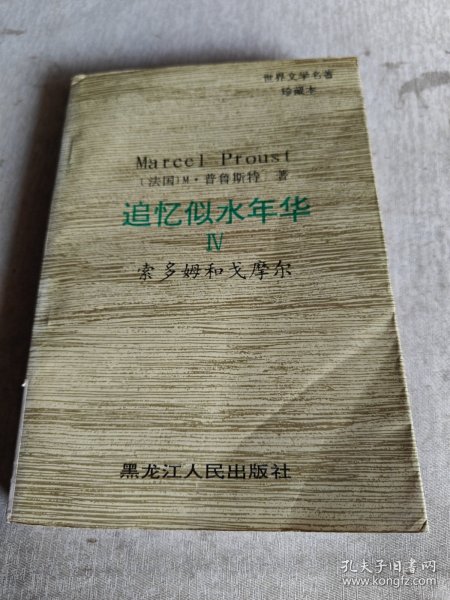 世界文学名著
珍藏本
Marcel Proust
〔法国〕M·普鲁斯特 著
追忆似水年华
Ⅳ
索多姆和戈摩尔
黑龙江人民出版社
孔夫子旧书网
www.kongfz.com